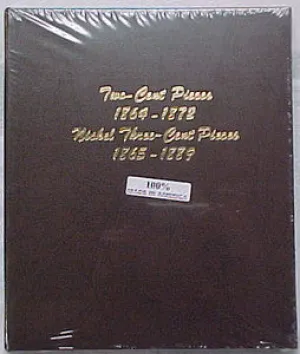 Two-Cent Pieces
1864-1872
Nickel Three-Cent Pieces
1865-1889
100%
MADE IN AMERICA